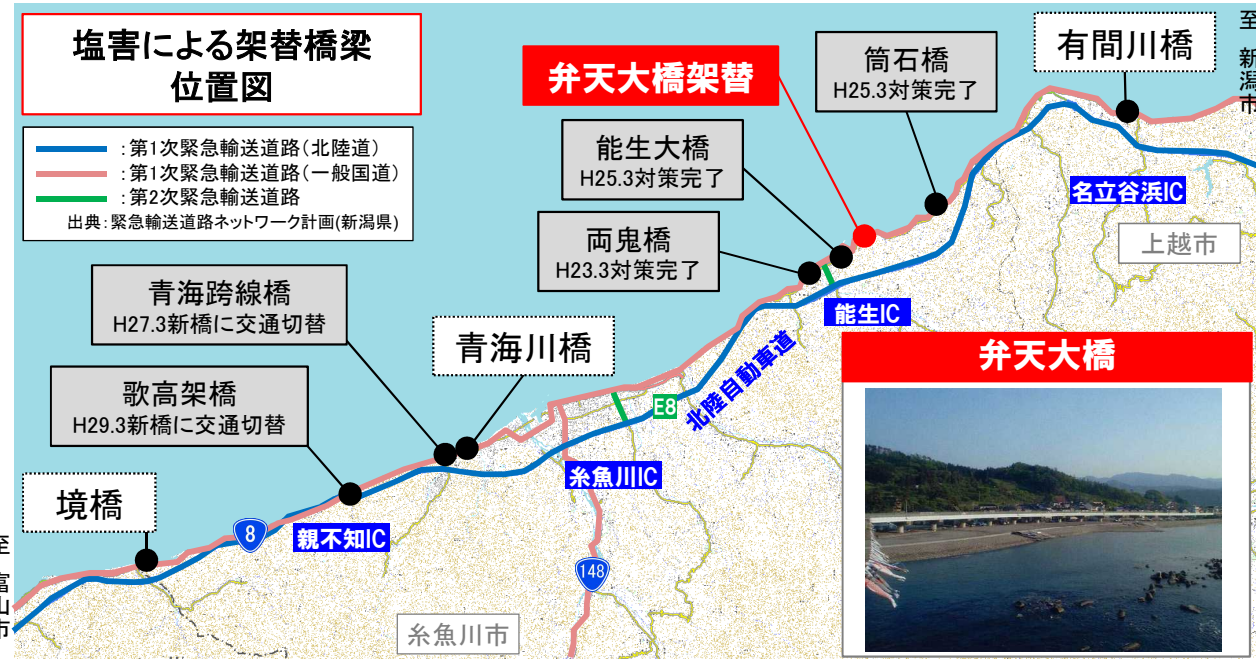 塩害による架替橋梁
位置図
:第1次緊急輸送道路(北陸道)
:第1次緊急輸送道路(一般国道)
:第2次緊急輸送道路
出典:緊急輸送道路ネットワーク計画(新潟県)
弁天大橋架替
筒石橋
H25.3対策完了
有間川橋
至 新潟市
能生大橋
H25.3対策完了
名立谷浜IC
両鬼橋
H23.3対策完了
上越市
青海跨線橋
H27.3新橋に交通切替
能生IC
青海川橋
弁天大橋
北陸自動車道
歌高架橋
H29.3新橋に交通切替
E8
糸魚川IC
境橋
8
親不知IC
至 富山市
148
糸魚川市